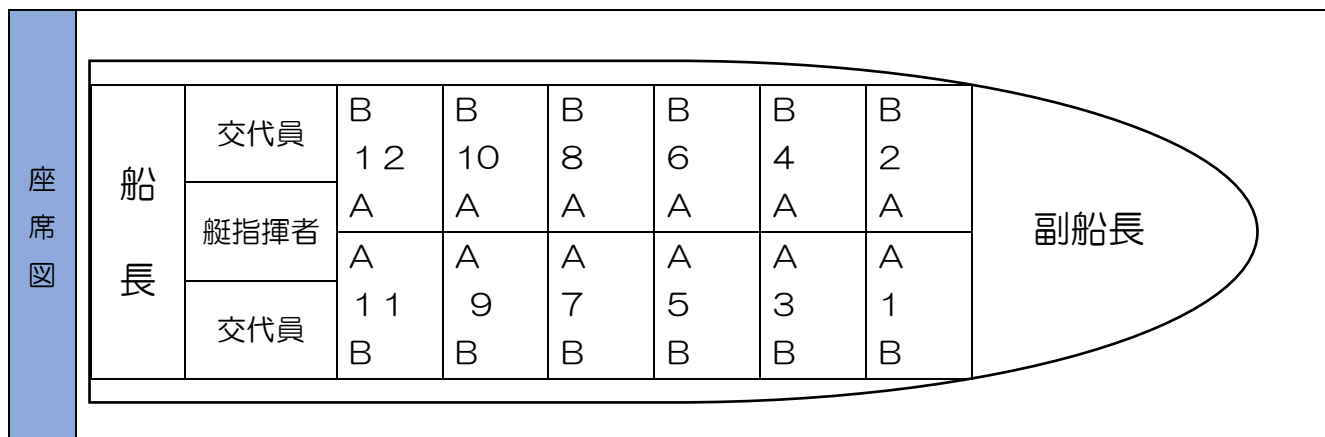 座席図
船長
交代員
艇指揮者
交代員
B B B B B B
12 10 8 6 4 2
A A A A A A
A A A A A A
11 9 7 5 3 1
B B B B B B
副船長